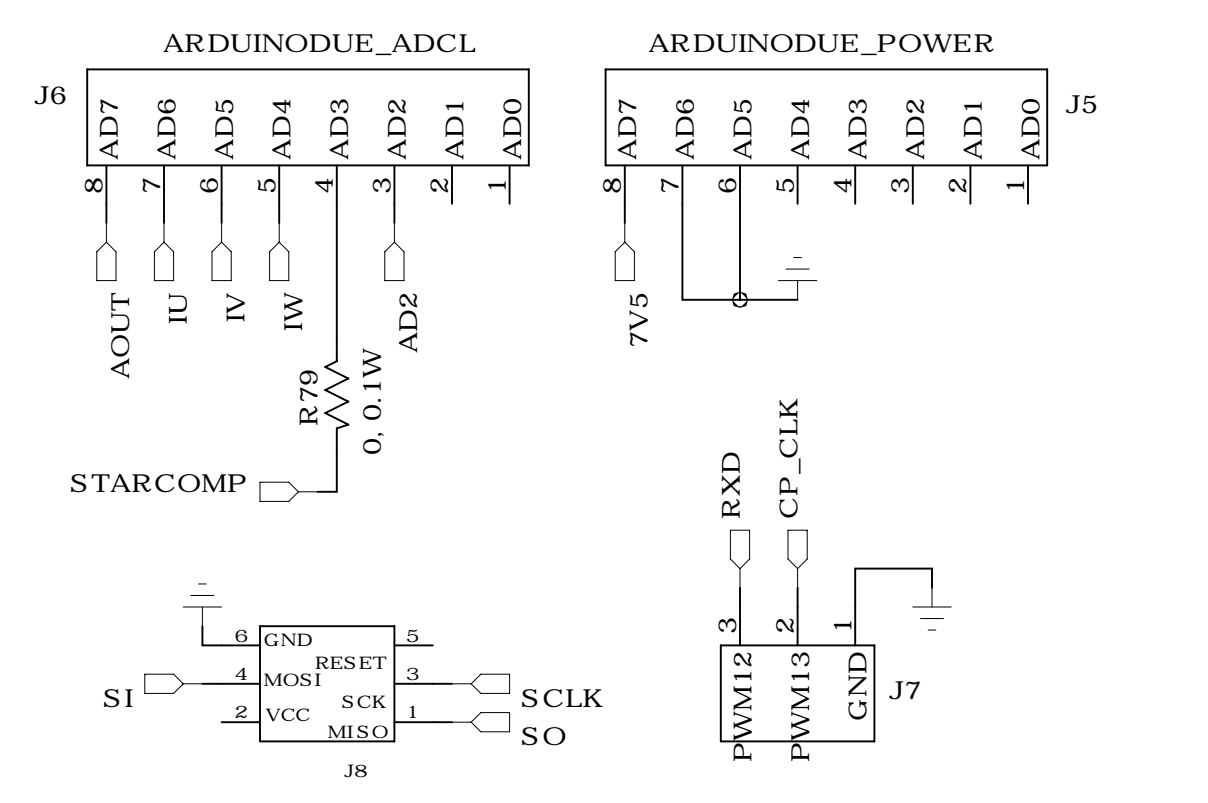 ARDUINODUE_ADCL
J6
AD7 AD6 AD5 AD4 AD3 AD2 AD1 AD0
8 7 6 5 4 3 2 1
AOUT
IU
IV
IW
AD2
R79
0, 0.1W
STARCOMP
ARDUINODUE_POWER
J5
AD7 AD6 AD5 AD4 AD3 AD2 AD1 AD0
8 7 6 5 4 3 2 1
7V5
6 GND
5
RESET
SI
4 MOSI
3
SCK
SCLK
2 VCC
1
MISO
SO
J8
RXD
CP_CLK
3 2 1
PWM12
PWM13
GND
J7